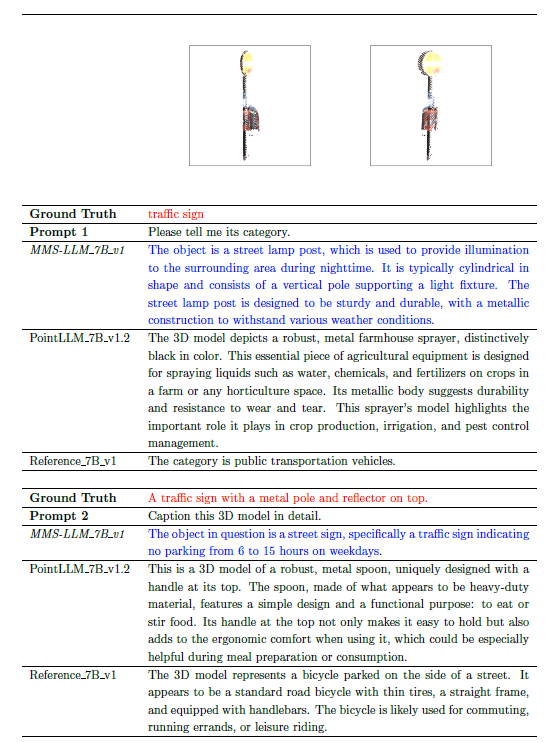 Ground Truth traffic sign
Prompt 1 Please tell me its category.
MMS-LLM_7B_v1 The object is a street lamp post, which is used to provide illumination
to the surrounding area during nighttime. It is typically cylindrical in
shape and consists of a vertical pole supporting a light fixture. The
street lamp post is designed to be sturdy and durable, with a metallic
construction to withstand various weather conditions.
PointLLM_7B_v1.2 The 3D model depicts a robust, metal farmhouse sprayer, distinctively
black in color. This essential piece of agricultural equipment is designed
for spraying liquids such as water, chemicals, and fertilizers on crops in
a farm or any horticulture space. Its metallic body suggests durability
and resistance to wear and tear. This sprayer's model highlights the
important role it plays in crop production, irrigation, and pest control
management.
Reference_7B_v1 The category is public transportation vehicles.
Ground Truth A traffic sign with a metal pole and reflector on top.
Prompt 2 Caption this 3D model in detail.
MMS-LLM_7B_v1 The object in question is a street sign, specifically a traffic sign indicating
no parking from 6 to 15 hours on weekdays.
PointLLM_7B_v1.2 This is a 3D model of a robust, metal spoon, uniquely designed with a
handle at its top. The spoon, made of what appears to be heavy-duty
material, features a simple design and a functional purpose: to eat or
stir food. Its handle at the top not only makes it easy to hold but also
adds to the ergonomic comfort when using it, which could be especially
helpful during meal preparation or consumption.
Reference_7B_v1 The 3D model represents a bicycle parked on the side of a street. It
appears to be a standard road bicycle with thin tires, a straight frame,
and equipped with handlebars. The bicycle is likely used for commuting,
running errands, or leisure riding.